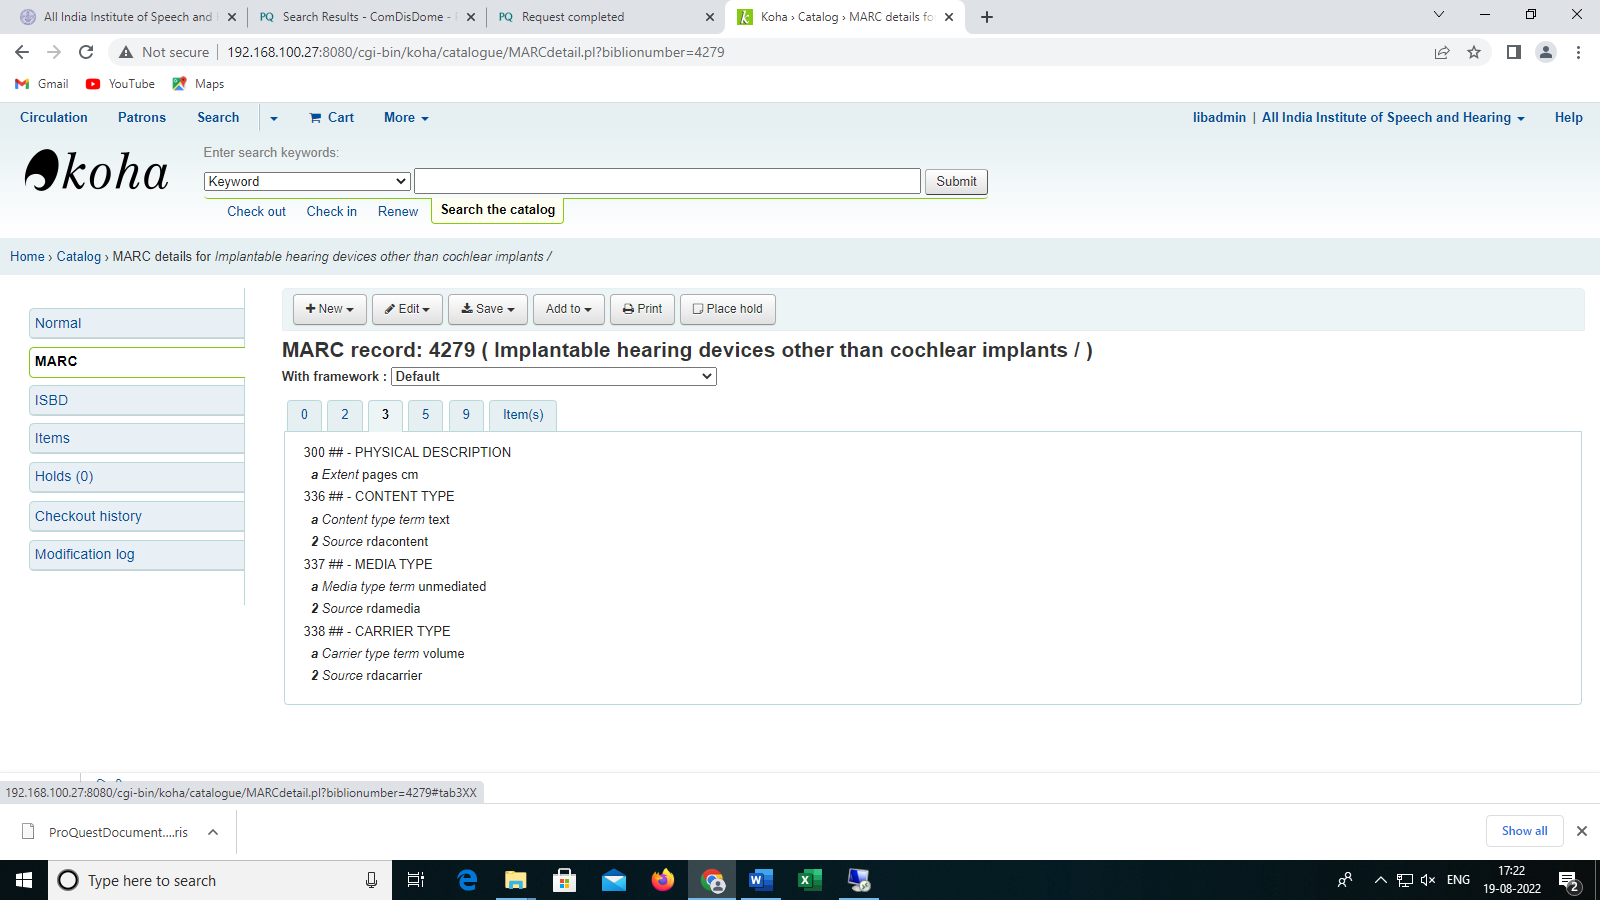 All India Institute of Speech and
Search Results - ComDisDome -
Request completed
Koha › Catalog › MARC details fo
Not secure
192.168.100.27:8080/cgi-bin/koha/catalogue/MARCdetail.pl?biblionumber=4279
Gmail
YouTube
Maps
Circulation
Patrons
Search
Cart
More
libadmin | All India Institute of Speech and Hearing
Help
koha
Enter search keywords:
Keyword
Submit
Check out
Check in
Renew
Search the catalog
Home › Catalog › MARC details for Implantable hearing devices other than cochlear implants /
Normal
MARC
ISBD
Items
Holds (0)
Checkout history
Modification log
New
Edit
Save
Add to
Print
Place hold
MARC record: 4279 ( Implantable hearing devices other than cochlear implants / )
With framework : Default
0
2
3
5
9
Item(s)
300 ## - PHYSICAL DESCRIPTION
a Extent pages cm
336 ## - CONTENT TYPE
a Content type term text
2 Source rdacontent
337 ## - MEDIA TYPE
a Media type term unmediated
2 Source rdamedia
338 ## - CARRIER TYPE
a Carrier type term volume
2 Source rdacarrier
192.168.100.27:8080/cgi-bin/koha/catalogue/MARCdetail.pl?biblionumber=4279#tab3XX
ProQuestDocument....ris
Show all
Type here to search
ENG
17:22
19-08-2022
2